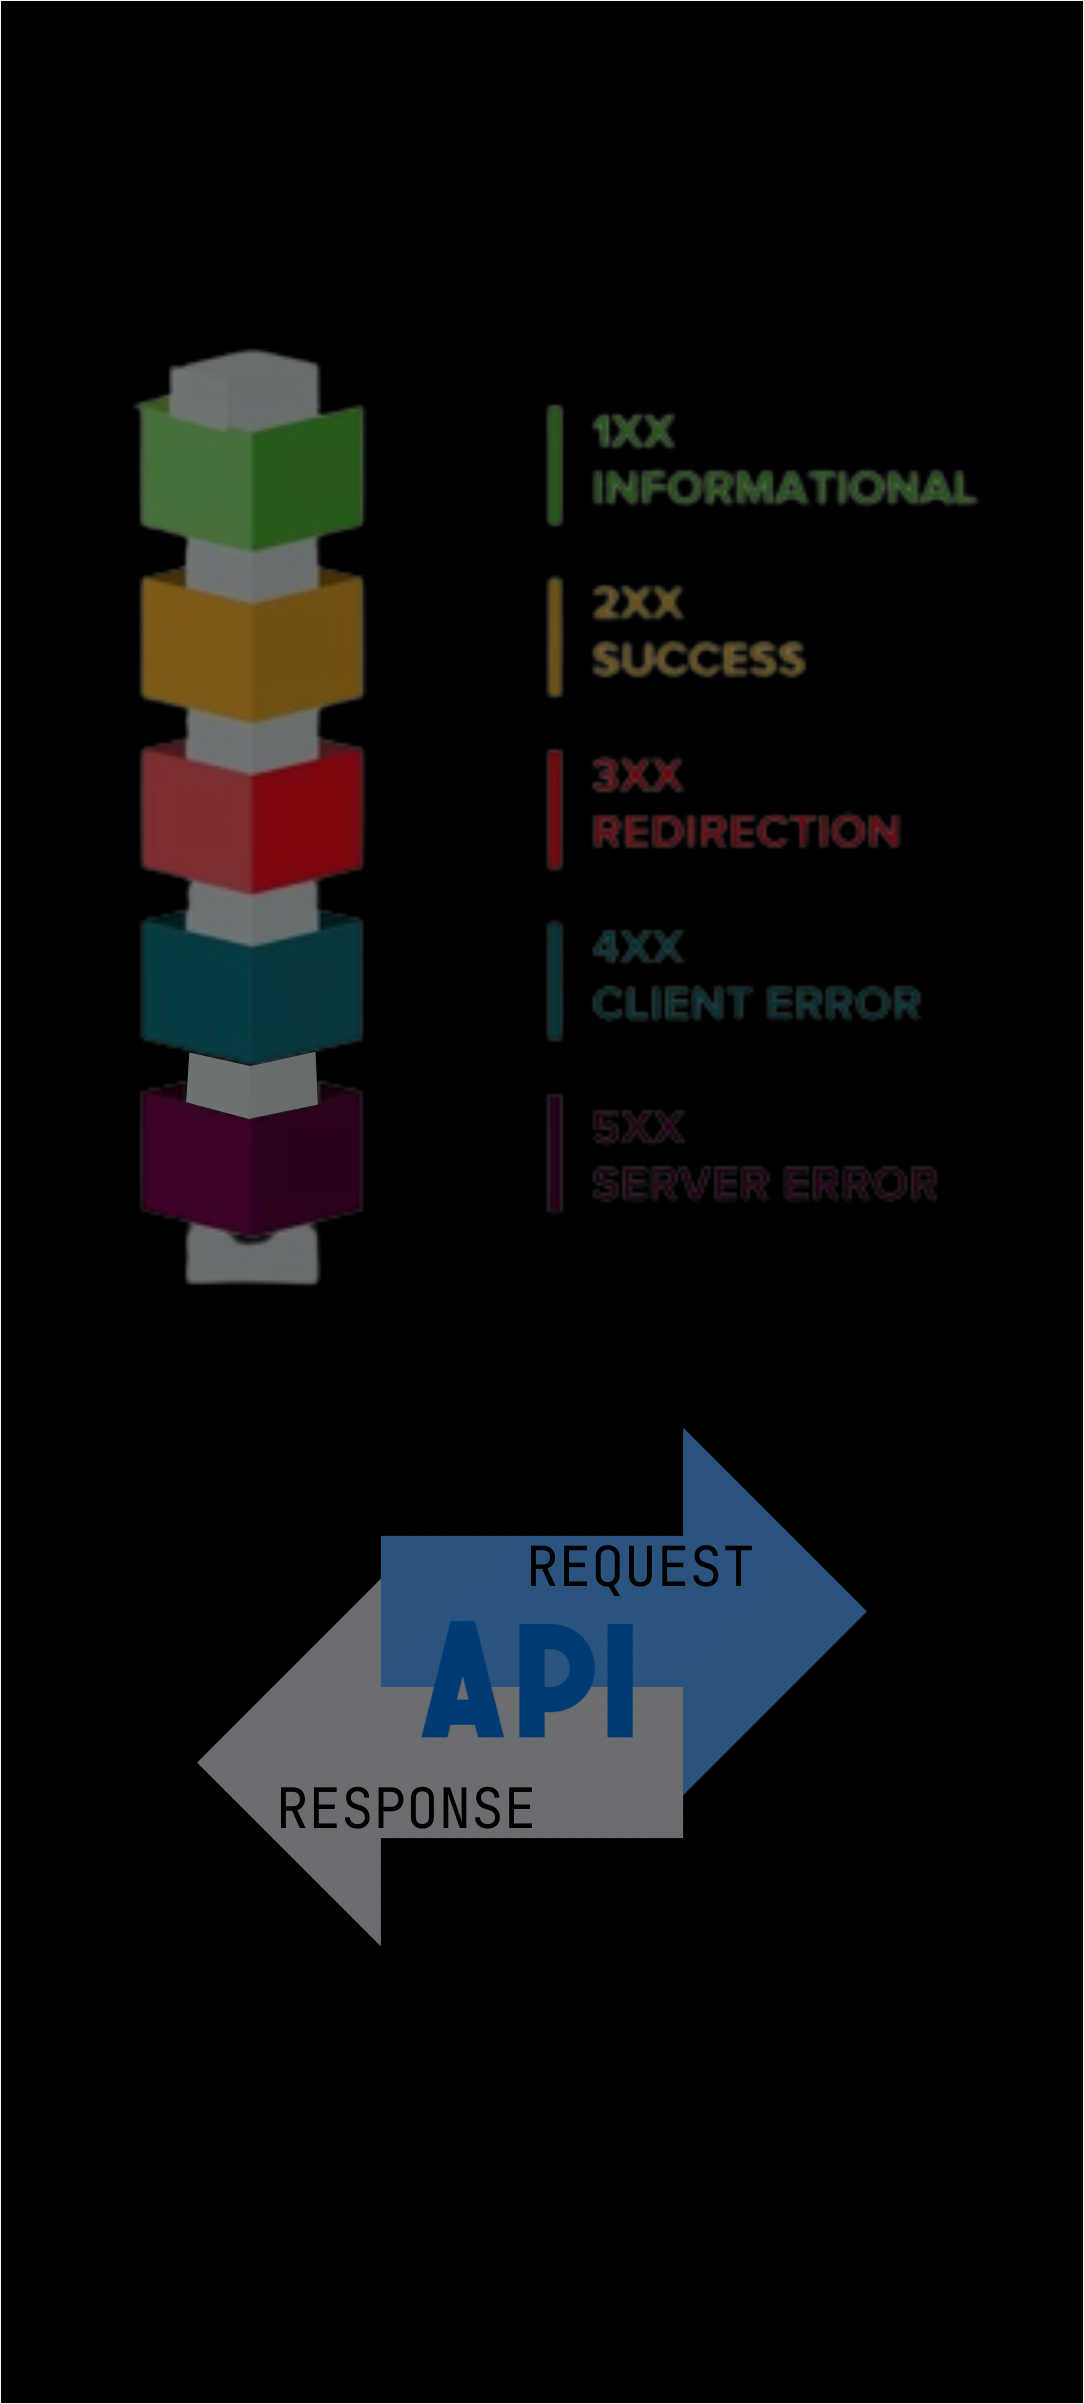 1XX
INFORMATIONAL
2XX
SUCCESS
3XX
REDIRECTION
4XX
CLIENT ERROR
5XX
SERVER ERROR
REQUEST
API
RESPONSE